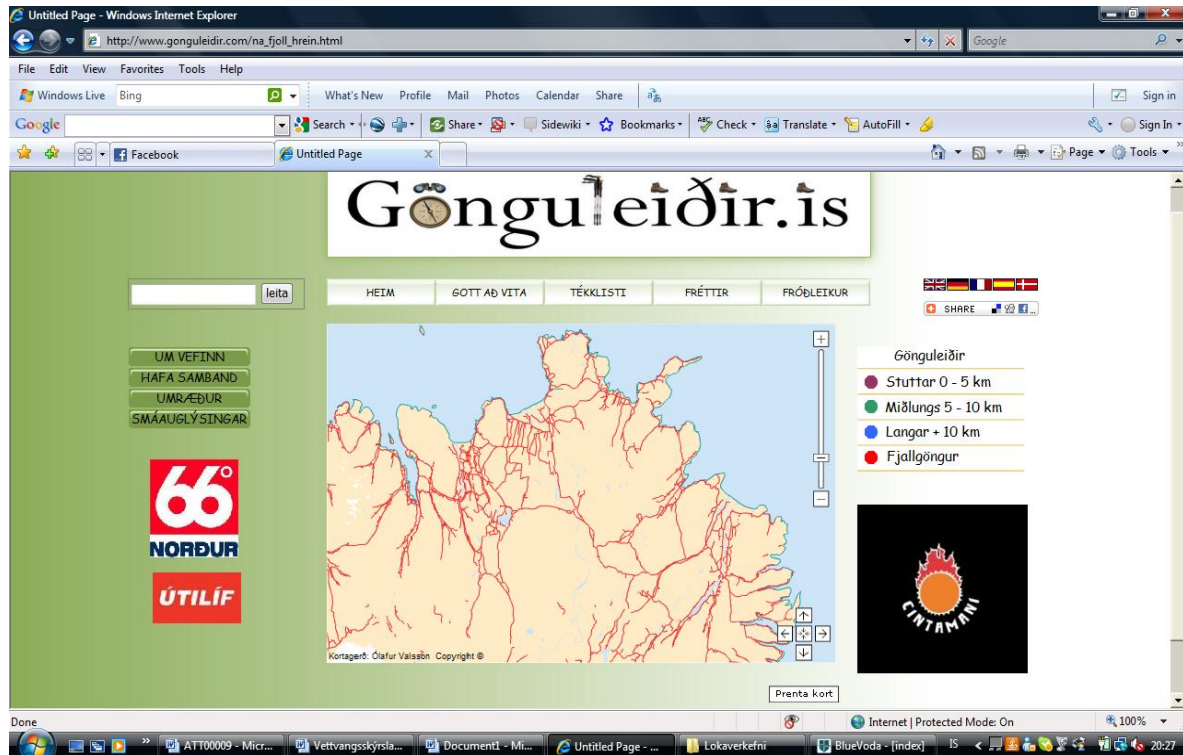 Untitled Page - Windows Internet Explorer
http://www.gonguleidir.com/na_fjoll_hrein.html
Google
File Edit View Favorites Tools Help
Windows Live Bing What's New Profile Mail Photos Calendar Share Sign in
Google Search Share Sidewiki Bookmarks ABC Check Translate AutoFill Sign In
Facebook Untitled Page x Page Tools
Gönguleiðir.is
leita HEIM GOTT AÐ VITA TÉKKLISTI FRÉTTIR FRÓÐLEIKUR
SHARE
UM VEFINN
HAFA SAMBAND
UMRÆÐUR
SMÁAUGLÝSINGAR
66°
NORÐUR
ÚTILÍF
Kortagerð: Ólafur Valsson Copyright ©
Gönguleiðir
Stuttar 0 - 5 km
Miðlungs 5 - 10 km
Langar + 10 km
Fjallgöngur
CINTAMANI
Prenta kort
Done Internet | Protected Mode: On 100%
ATT00009 - Micr... Vettvangsskýrsla... Document1 - Mi... Untitled Page - ... Lokaverkefni BlueVoda - [index] IS 20:27